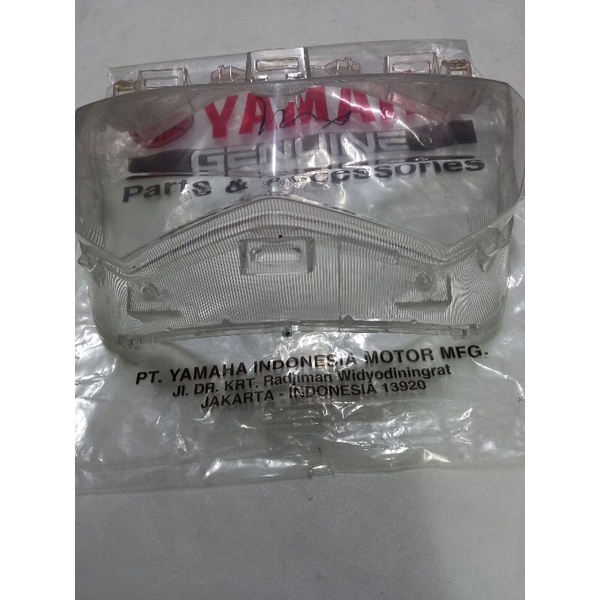 YAMAHA
GENUINE
Parts & Accessories
PT. YAMAHA INDONESIA MOTOR MFG.
Jl. DR. KRT. Radjiman Widyodiningrat
JAKARTA - INDONESIA 13920